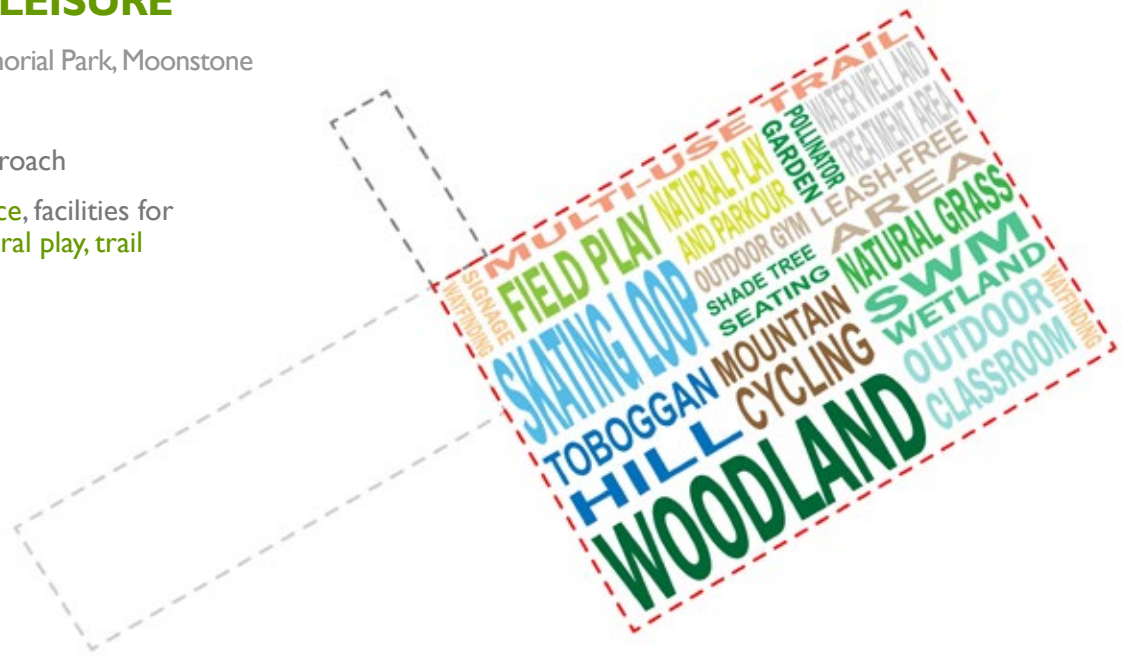 LEISURE
orial Park, Moonstone
roach
ce, facilities for
ral play, trail
MULTI-USE TRAIL
WAYFINDING
SIGNAGE
FIELD PLAY
NATURAL PLAY
AND PARKOUR
POLLINATOR
GARDEN
WATER WELL AND
TREATMENT AREA
LEASH-FREE
AREA
OUTDOOR GYM
SHADE TREE
SEATING
NATURAL GRASS
SKATING LOOP
SWM
WETLAND
TOBOGGAN
HILL
MOUNTAIN
CYCLING
OUTDOOR
CLASSROOM
WAYFINDING
WOODLAND